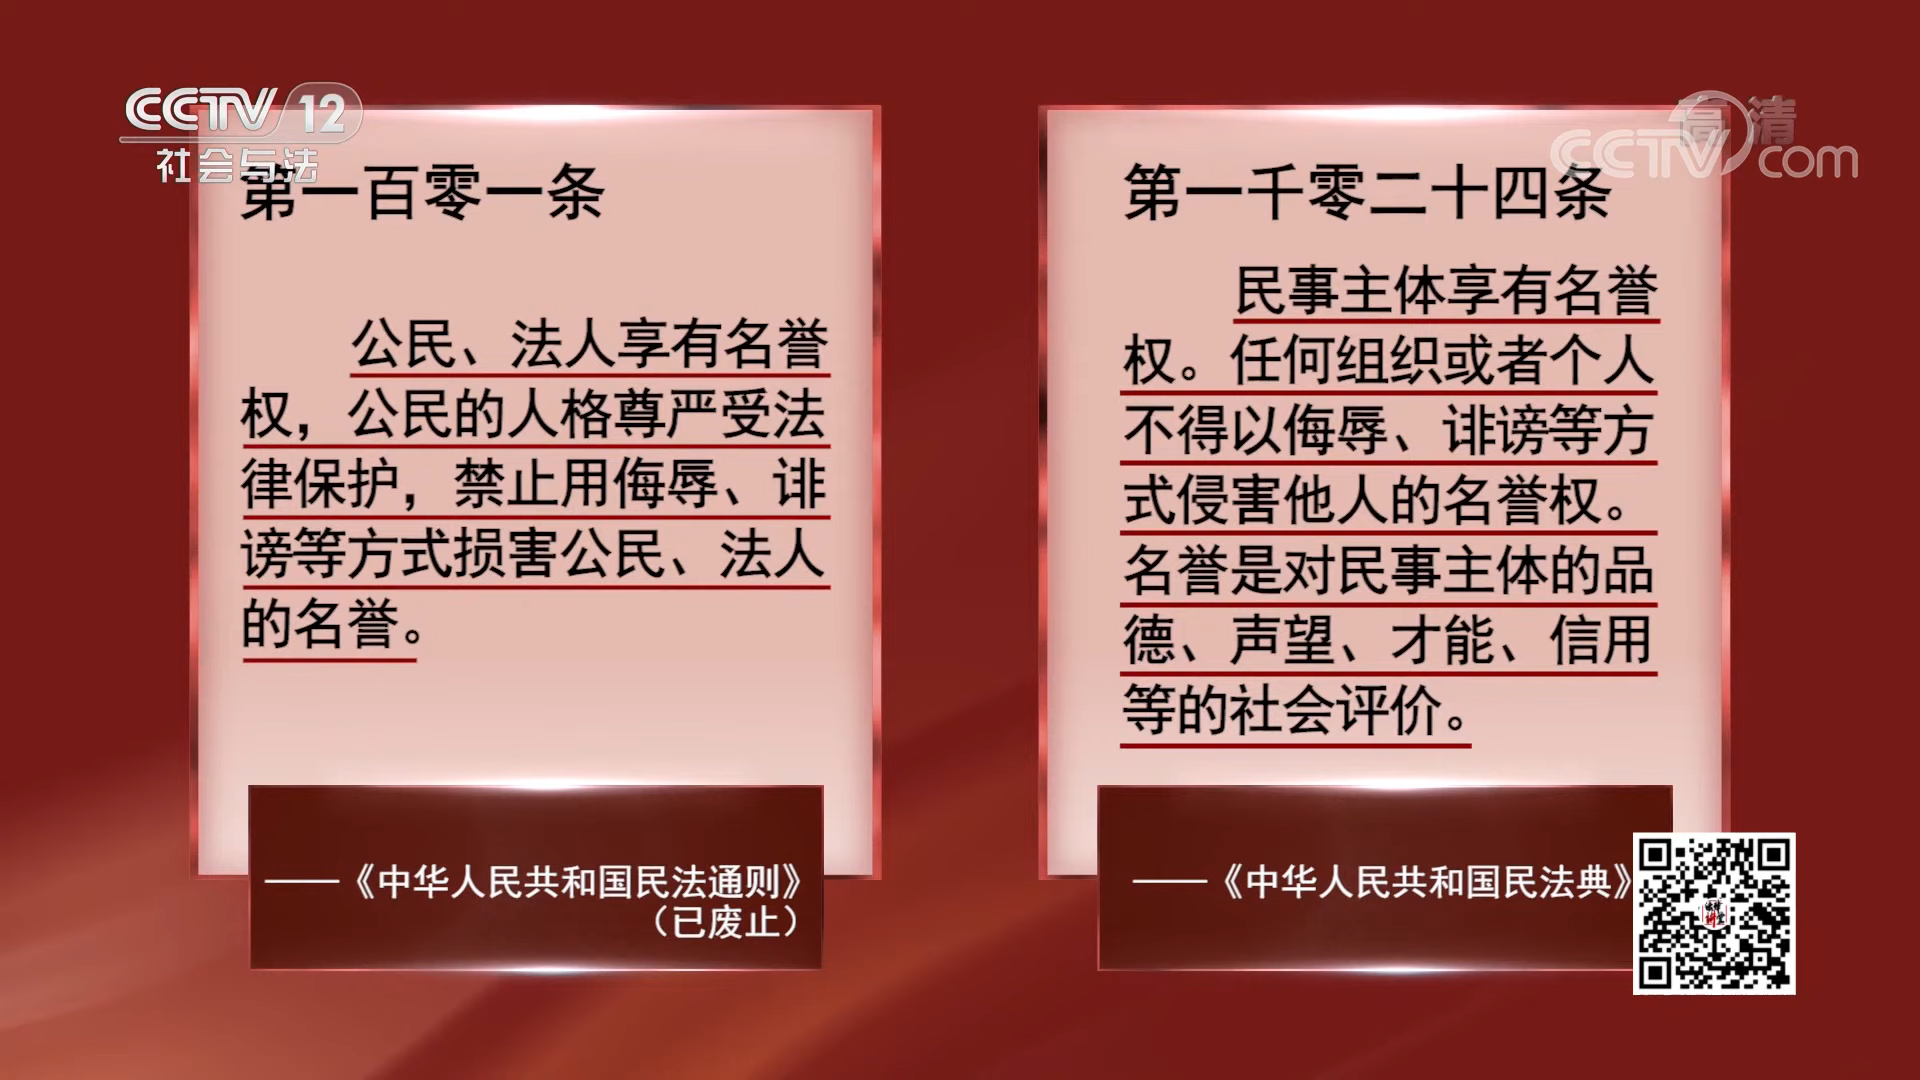 CCTV 12
社会与法
高清
CCTV.com
第一百零一条
公民、法人享有名誉
权，公民的人格尊严受法
律保护，禁止用侮辱、诽
谤等方式损害公民、法人
的名誉。
——《中华人民共和国民法通则》
（已废止）
第一千零二十四条
民事主体享有名誉
权。任何组织或者个人
不得以侮辱、诽谤等方
式侵害他人的名誉权。
名誉是对民事主体的品
德、声望、才能、信用
等的社会评价。
——《中华人民共和国民法典》